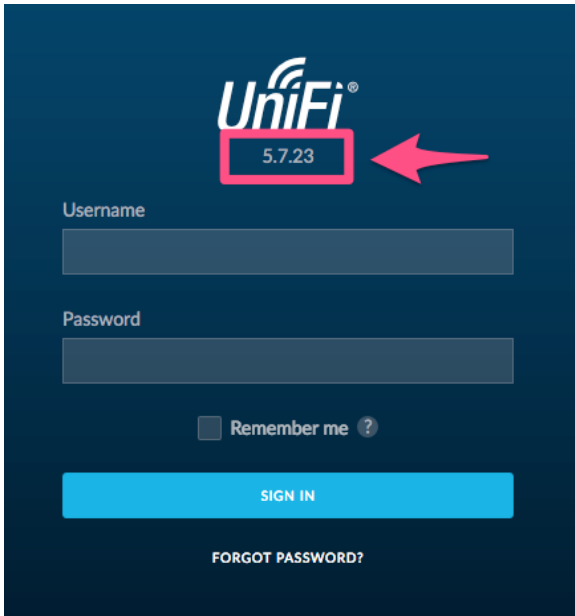 UniFi®
5.7.23
Username
Password
Remember me ?
SIGN IN
FORGOT PASSWORD?